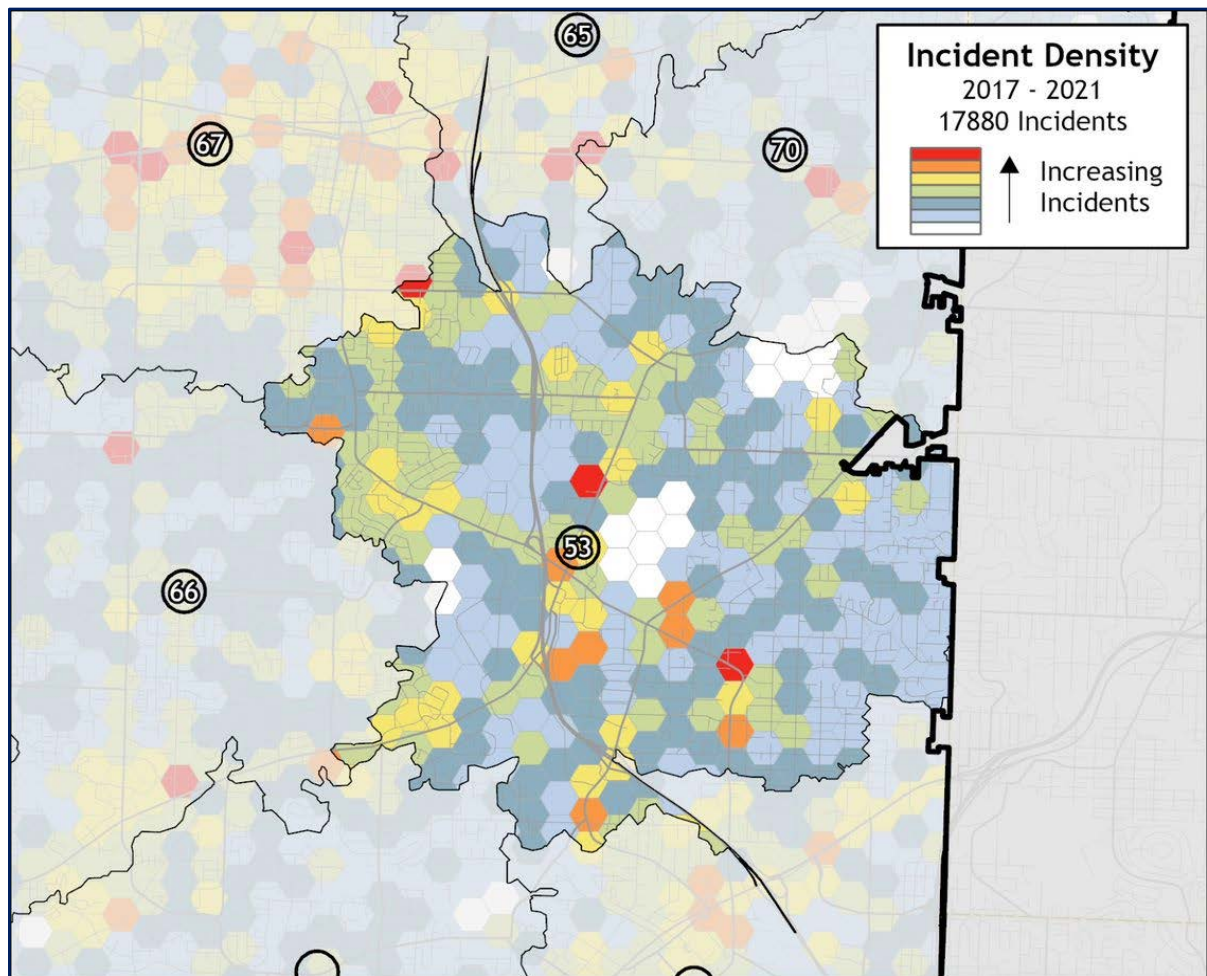 65
Incident Density
2017 - 2021
17880 Incidents
Increasing
Incidents
67
70
53
66